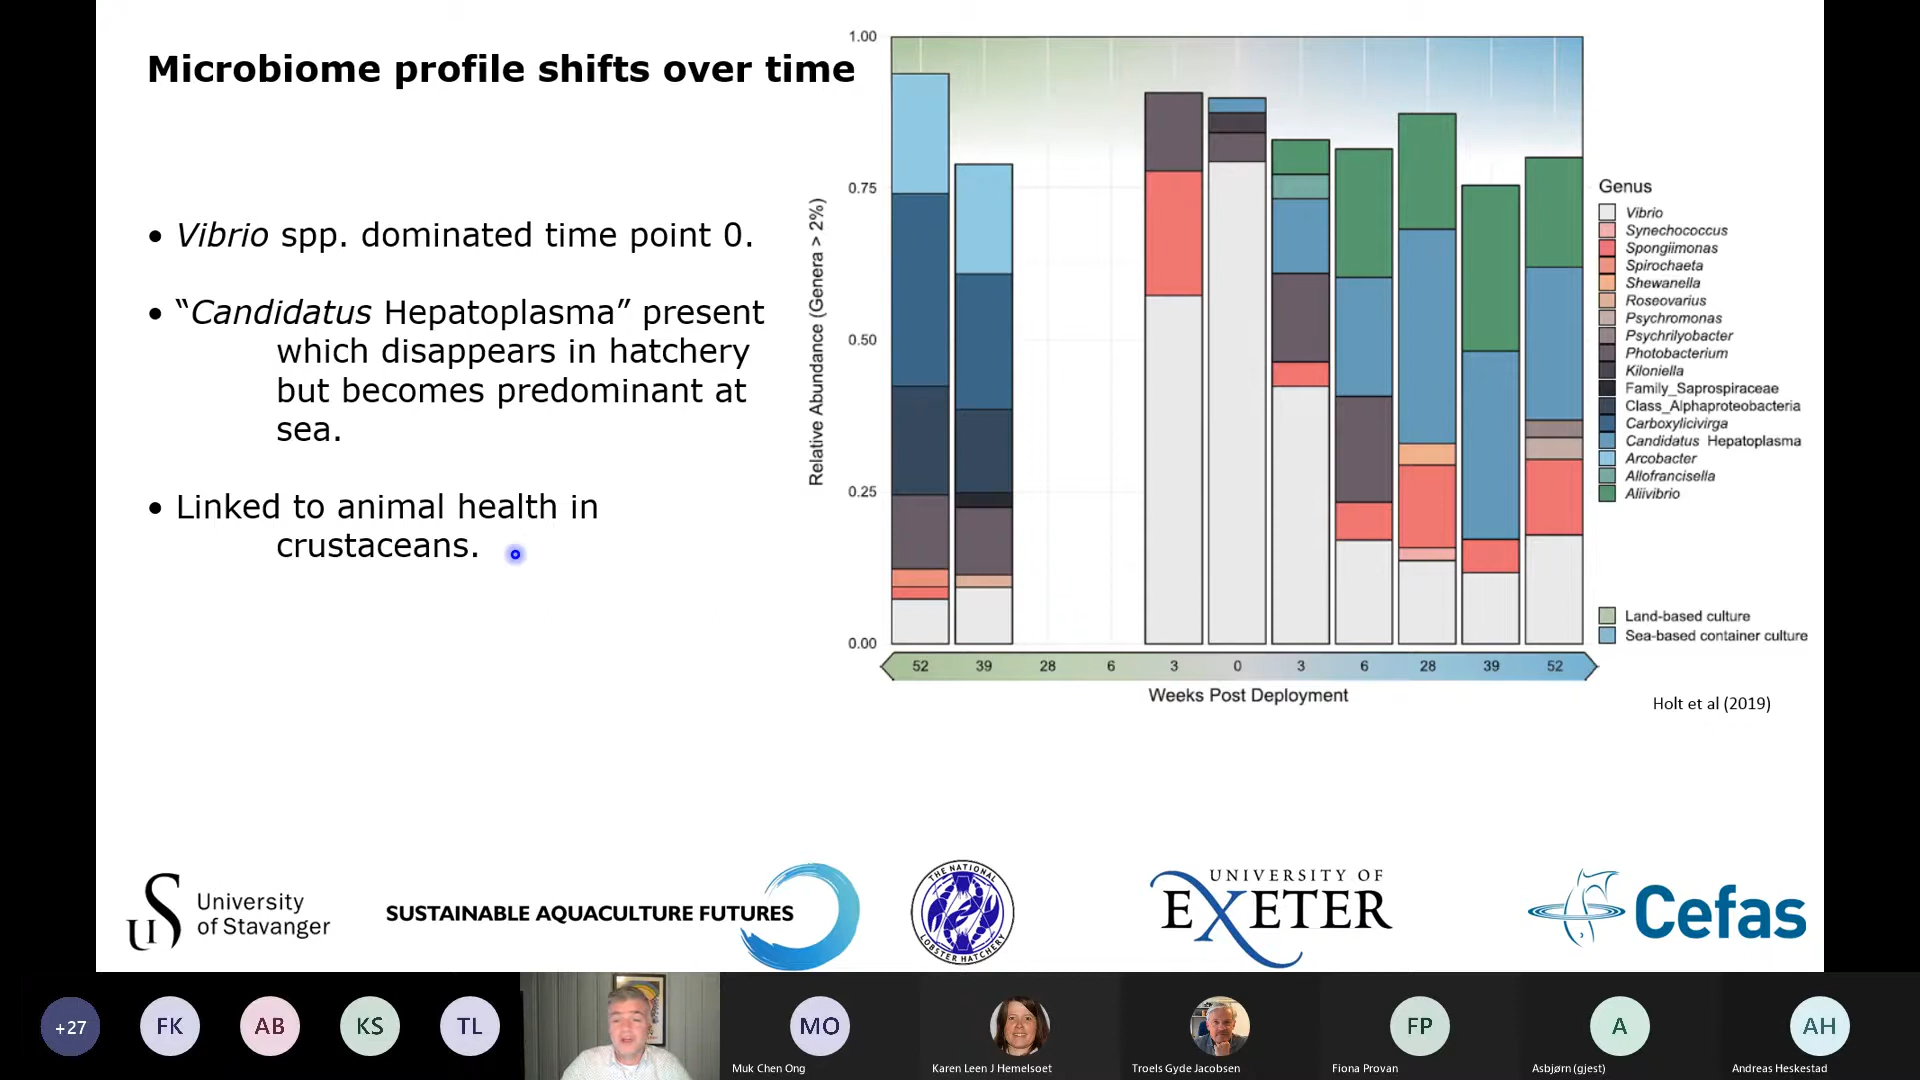 Microbiome profile shifts over time
• Vibrio spp. dominated time point 0.
• “Candidatus Hepatoplasma” present
which disappears in hatchery
but becomes predominant at
sea.
• Linked to animal health in
crustaceans.
Relative Abundance (Genera > 2%)
1.00
0.75
0.50
0.25
0.00
52 39 28 6 3 0 3 6 28 39 52
Weeks Post Deployment
Genus
Vibrio
Synechococcus
Spongiimonas
Spirochaeta
Shewanella
Roseovarius
Psychromonas
Psychrilyobacter
Photobacterium
Kiloniella
Family_Saprospiraceae
Class_Alphaproteobacteria
Carboxylicivirga
Candidatus Hepatoplasma
Arcobacter
Allofrancisella
Aliivibrio
Land-based culture
Sea-based container culture
Holt et al (2019)
uS University
of Stavanger
SUSTAINABLE AQUACULTURE FUTURES
THE NATIONAL
LOBSTER HATCHERY
UNIVERSITY OF
EXETER
Cefas
+27
FK
AB
KS
TL
MO
FP
A
AH
Muk Chen Ong
Karen Leen J Hemelsoet
Troels Gyde Jacobsen
Fiona Provan
Asbjørn (gjest)
Andreas Heskestad